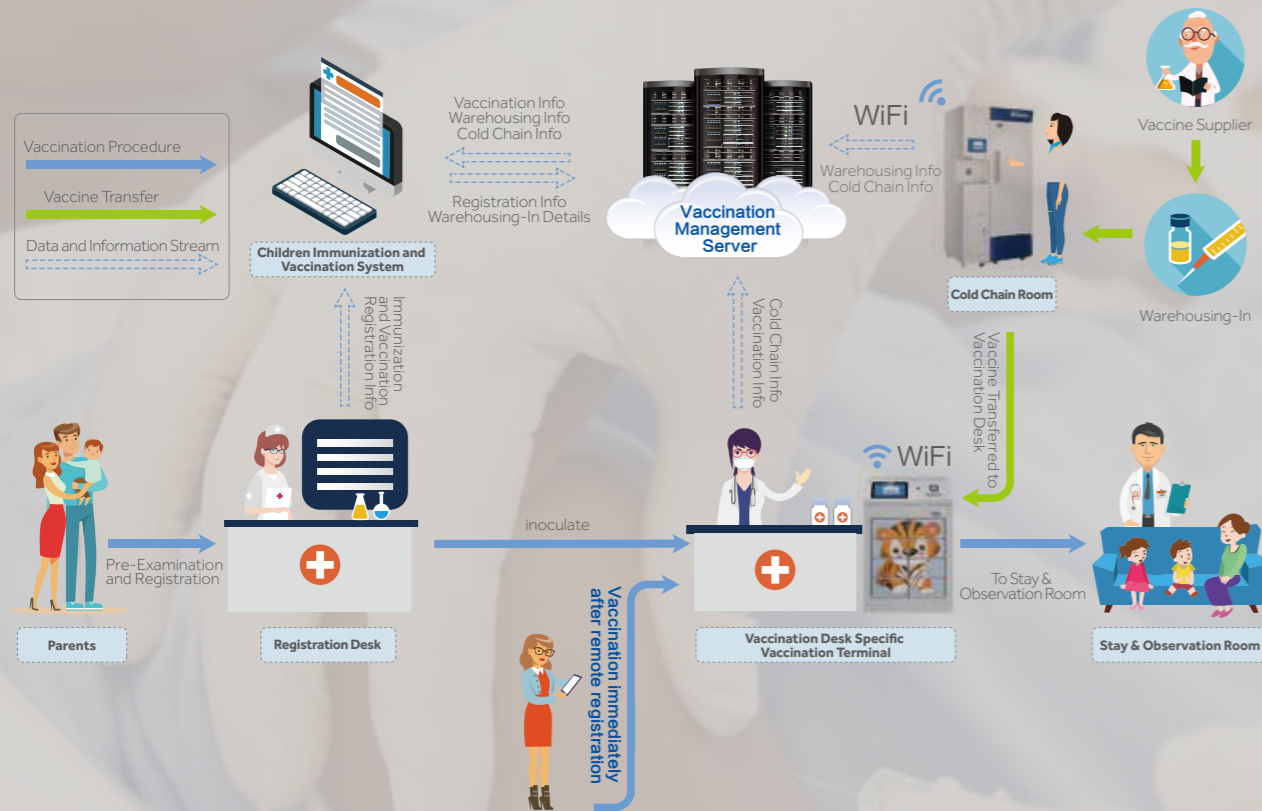 Vaccination Procedure
Vaccine Transfer
Data and Information Stream
Children Immunization and
Vaccination System
Vaccination Info
Warehousing Info
Cold Chain Info
Registration Info
Warehousing-In Details
Vaccination
Management
Server
WiFi
Warehousing Info
Cold Chain Info
Cold Chain Room
Vaccine Supplier
Warehousing-In
Immunization
and Vaccination
Registration Info
Cold Chain Info
Vaccination Info
Vaccine Transferred to
Vaccination Desk
Parents
Pre-Examination
and Registration
Registration Desk
inoculate
Vaccination immediately
after remote registration
WiFi
Vaccination Desk Specific
Vaccination Terminal
To Stay &
Observation Room
Stay & Observation Room